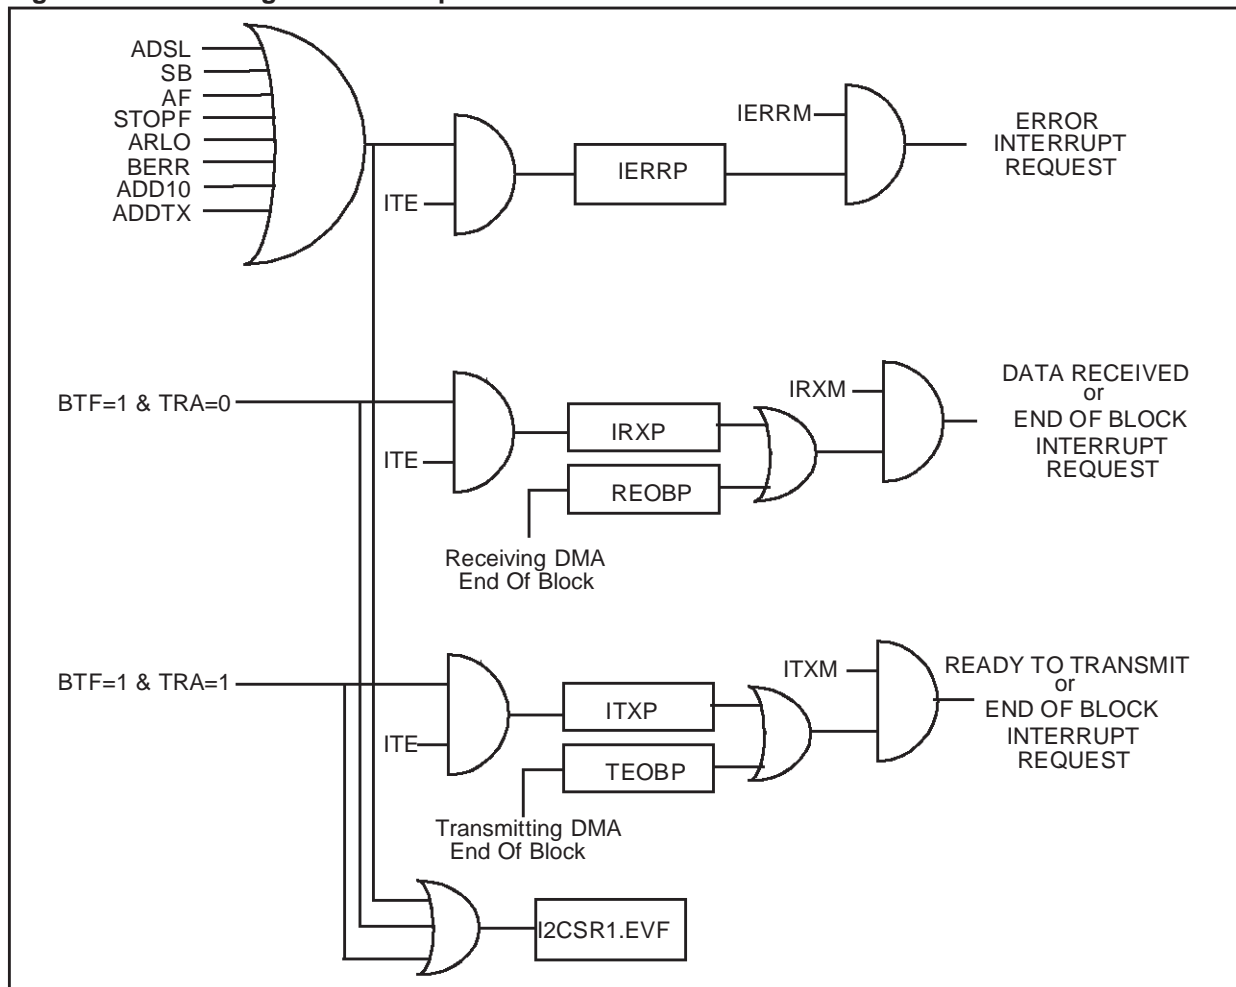 ADSL
SB
AF
STOPF
ARLO
BERR
ADD10
ADDTX
ITE
IERRP
IERRM
ERROR
INTERRUPT
REQUEST
BTF=1 & TRA=0
ITE
IRXP
REOBP
Receiving DMA
End Of Block
IRXM
DATA RECEIVED
or
END OF BLOCK
INTERRUPT
REQUEST
BTF=1 & TRA=1
ITE
ITXP
TEOBP
Transmitting DMA
End Of Block
ITXM
READY TO TRANSMIT
or
END OF BLOCK
INTERRUPT
REQUEST
I2CSR1.EVF